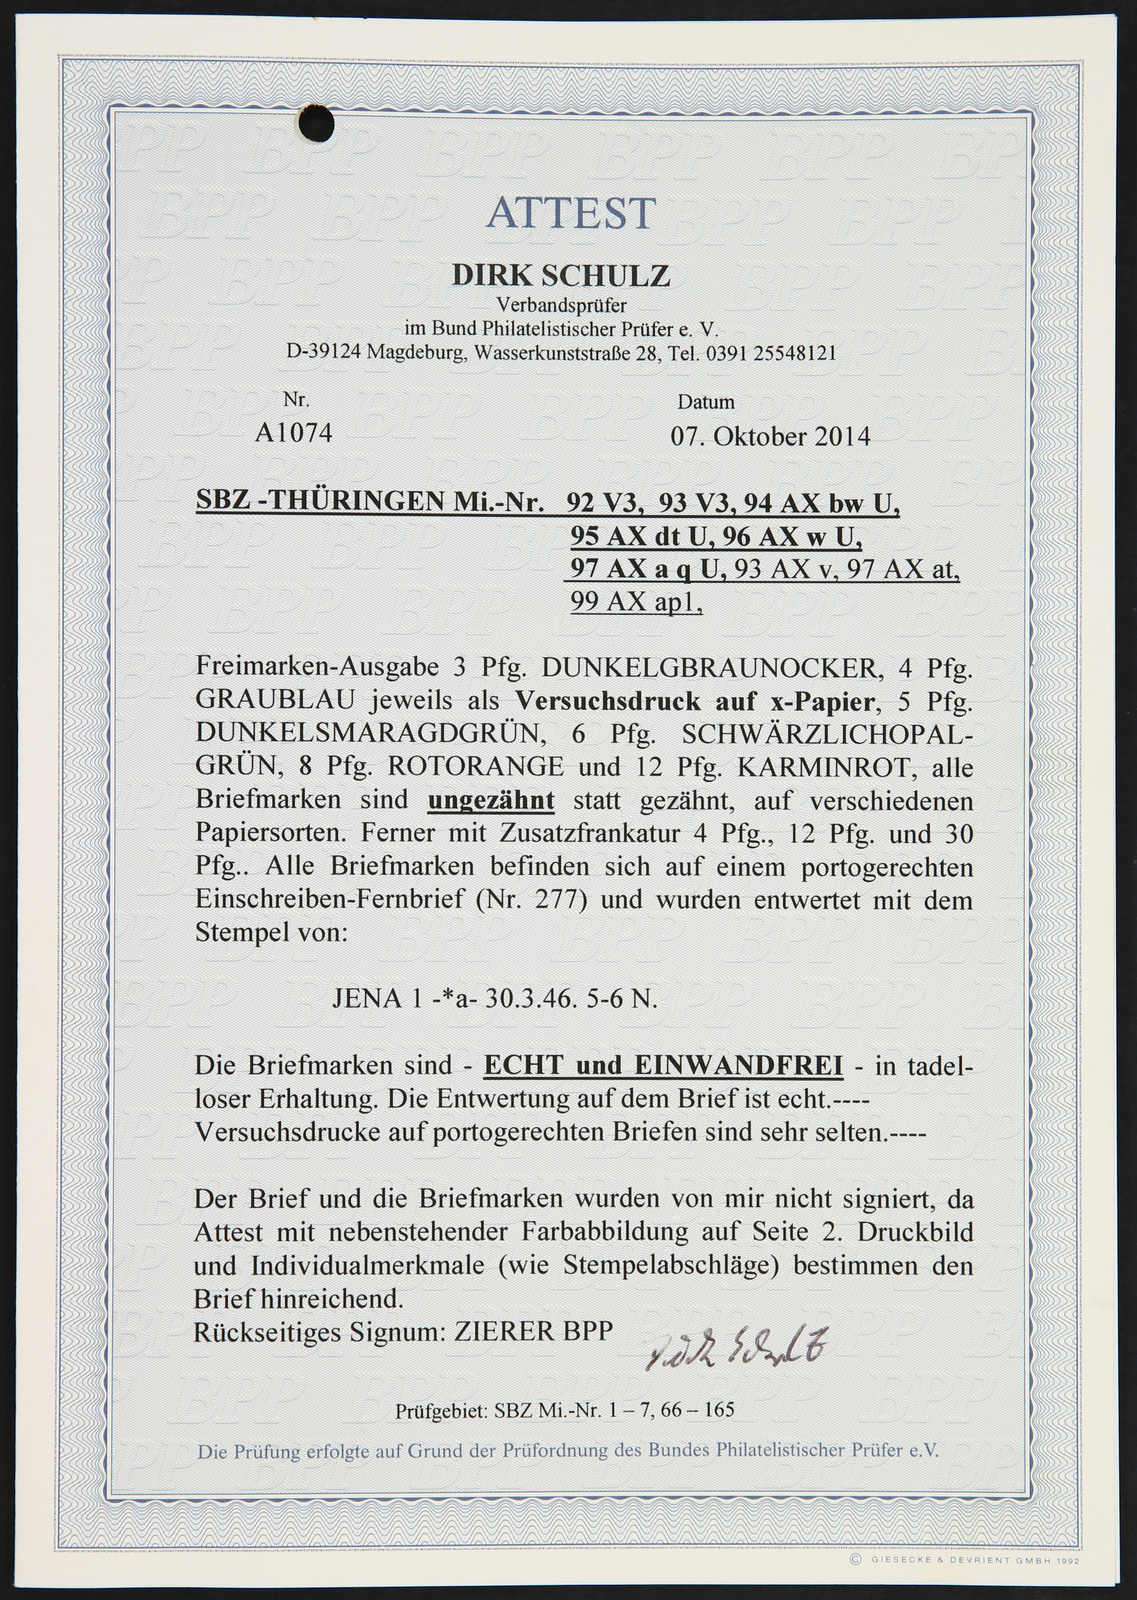 ATTEST
DIRK SCHULZ
Verbandsprüfer
im Bund Philatelistischer Prüfer e. V.
D-39124 Magdeburg, Wasserkunststraße 28, Tel. 0391 25548121
Nr. Datum
A1074 07. Oktober 2014
SBZ -THÜRINGEN Mi.-Nr. 92 V3, 93 V3, 94 AX bw U,
95 AX dt U, 96 AX w U,
97 AX a q U, 93 AX v, 97 AX at,
99 AX ap1,
Freimarken-Ausgabe 3 Pfg. DUNKELGBRAUNOCKER, 4 Pfg.
GRAUBLAU jeweils als Versuchsdruck auf x-Papier, 5 Pfg.
DUNKELSMARAGDGRÜN, 6 Pfg. SCHWÄRZLICHOPAL-
GRÜN, 8 Pfg. ROTORANGE und 12 Pfg. KARMINROT, alle
Briefmarken sind ungezähnt statt gezähnt, auf verschiedenen
Papiersorten. Ferner mit Zusatzfrankatur 4 Pfg., 12 Pfg. und 30
Pfg.. Alle Briefmarken befinden sich auf einem portogerechten
Einschreiben-Fernbrief (Nr. 277) und wurden entwertet mit dem
Stempel von:
JENA 1 -*a- 30.3.46. 5-6 N.
Die Briefmarken sind - ECHT und EINWANDFREI - in tadel-
loser Erhaltung. Die Entwertung auf dem Brief ist echt.----
Versuchsdrucke auf portogerechten Briefen sind sehr selten.----
Der Brief und die Briefmarken wurden von mir nicht signiert, da
Attest mit nebenstehender Farbabbildung auf Seite 2. Druckbild
und Individualmerkmale (wie Stempelabschläge) bestimmen den
Brief hinreichend.
Rückseitiges Signum: ZIERER BPP
Dirk Schulz
Prüfgebiet: SBZ Mi.-Nr. 1 – 7, 66 – 165
Die Prüfung erfolgte auf Grund der Prüfordnung des Bundes Philatelistischer Prüfer e.V.
© GIESECKE & DEVRIENT GMBH 1992